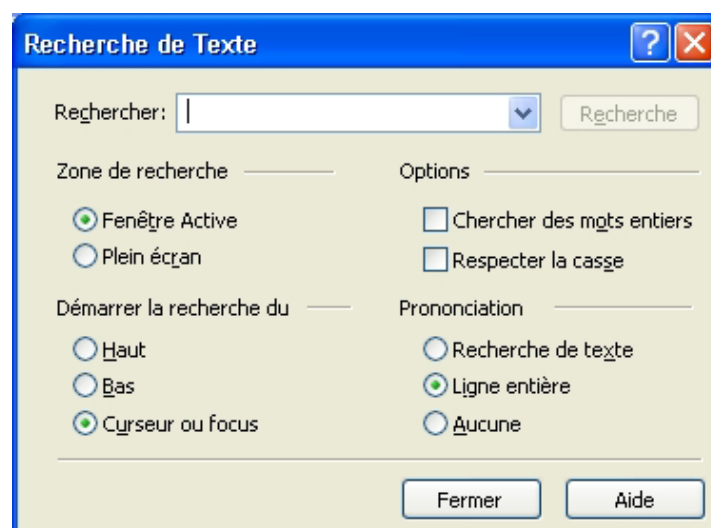 Recherche de Texte
Rechercher: Recherche
Zone de recherche Options
Fenêtre Active Chercher des mots entiers
Plein écran Respecter la casse
Démarrer la recherche du Prononciation
Haut Recherche de texte
Bas Ligne entière
Curseur ou focus Aucune
Fermer Aide